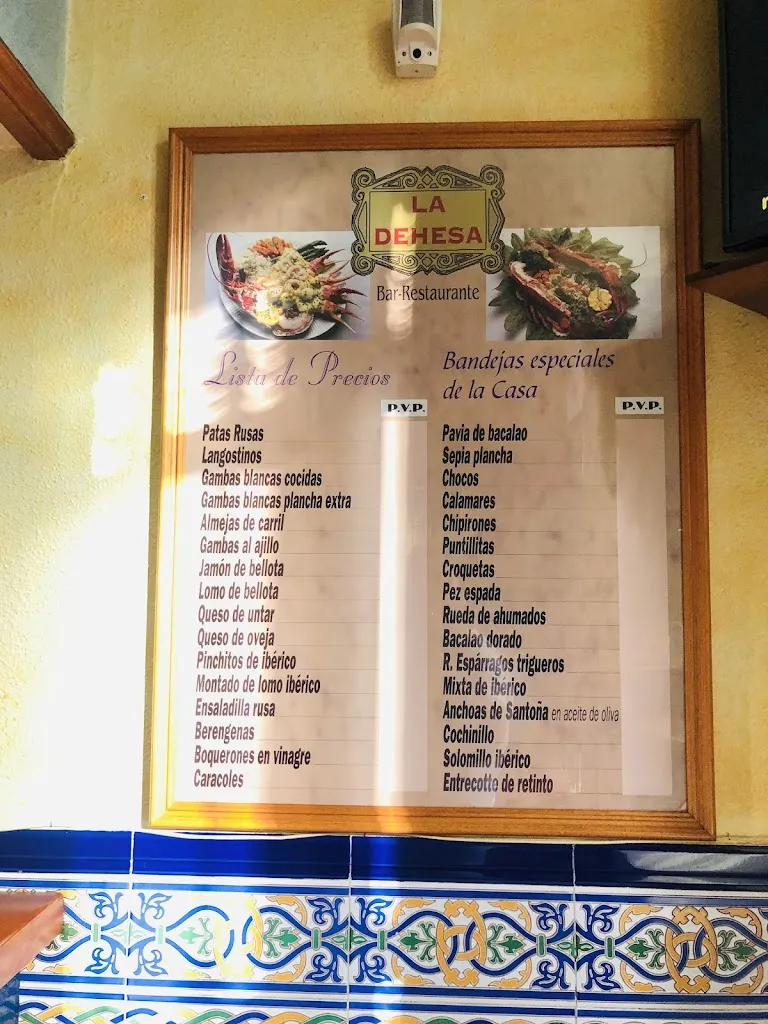 LA
DEHESA
Bar-Restaurante
Lista de Precios
P.V.P.
Patas Rusas
Langostinos
Gambas blancas cocidas
Gambas blancas plancha extra
Almejas de carril
Gambas al ajillo
Jamón de bellota
Lomo de bellota
Queso de untar
Queso de oveja
Pinchitos de ibérico
Montado de lomo ibérico
Ensaladilla rusa
Berengenas
Boquerones en vinagre
Caracoles
Bandejas especiales
de la Casa
P.V.P.
Pavia de bacalao
Sepia plancha
Chocos
Calamares
Chipirones
Puntillitas
Croquetas
Pez espada
Rueda de ahumados
Bacalao dorado
R. Espárragos trigueros
Mixta de ibérico
Anchoas de Santoña en aceite de oliva
Cochinillo
Solomillo ibérico
Entrecotto de retinto